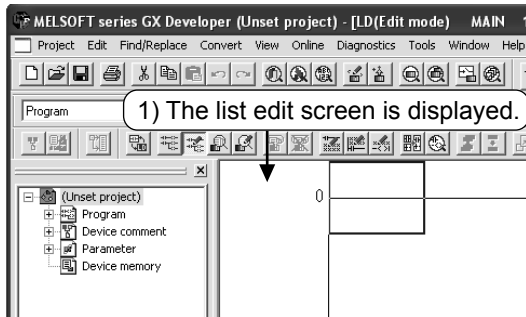 MELSOFT series GX Developer (Unset project) - [LD(Edit mode) MAIN
Project Edit Find/Replace Convert View Online Diagnostics Tools Window Help
Program
1) The list edit screen is displayed.
0
(Unset project)
Program
Device comment
Parameter
Device memory